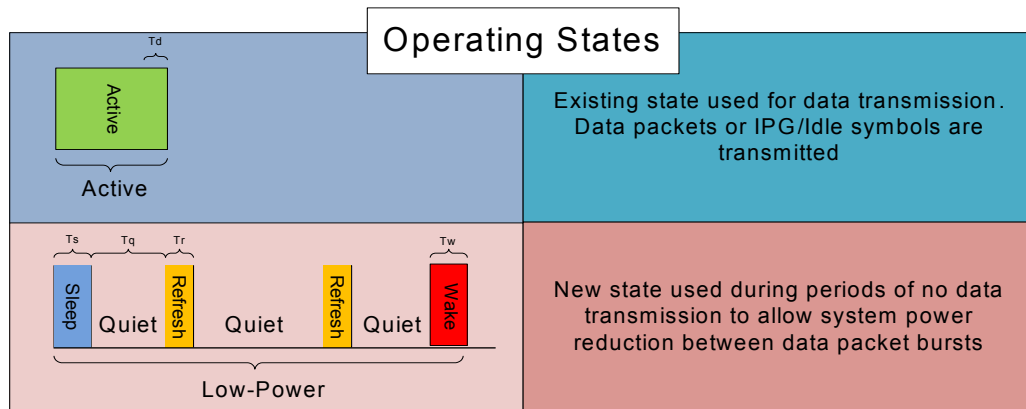 Operating States
Td
Active
Active
Existing state used for data transmission.
Data packets or IPG/Idle symbols are
transmitted
Ts
Tq
Tr
Tw
Sleep
Quiet
Refresh
Quiet
Refresh
Quiet
Wake
Low-Power
New state used during periods of no data
transmission to allow system power
reduction between data packet bursts